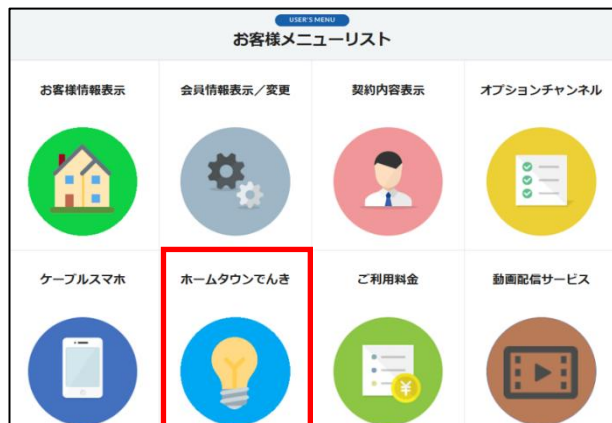 USER'S MENU
お客様メニューリスト
お客様情報表示
会員情報表示／変更
契約内容表示
オプションチャンネル
ケーブルスマホ
ホームタウンでんき
ご利用料金
動画配信サービス
¥